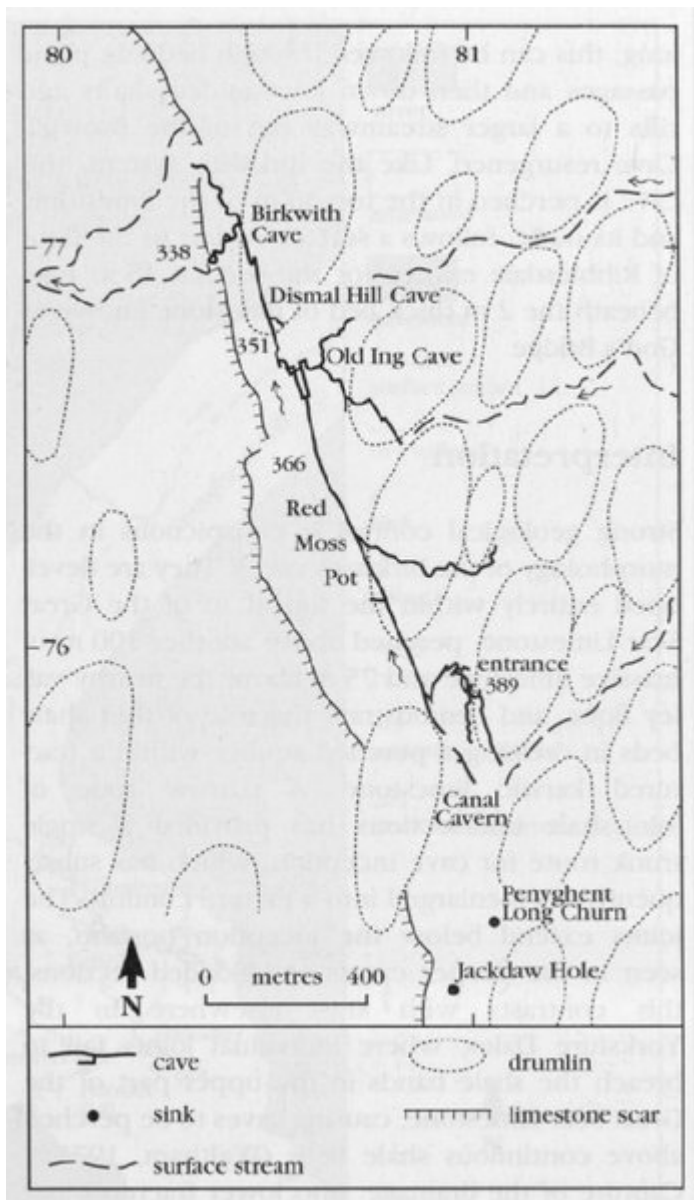 80
81
Birkwith
Cave
77
338
Dismal Hill Cave
351
Old Ing Cave
366
Red
Moss
Pot
76
entrance
389
Canal
Cavern
Penyghent
Long Churn
Jackdaw Hole
N
0 metres 400
cave
drumlin
sink
limestone scar
surface stream